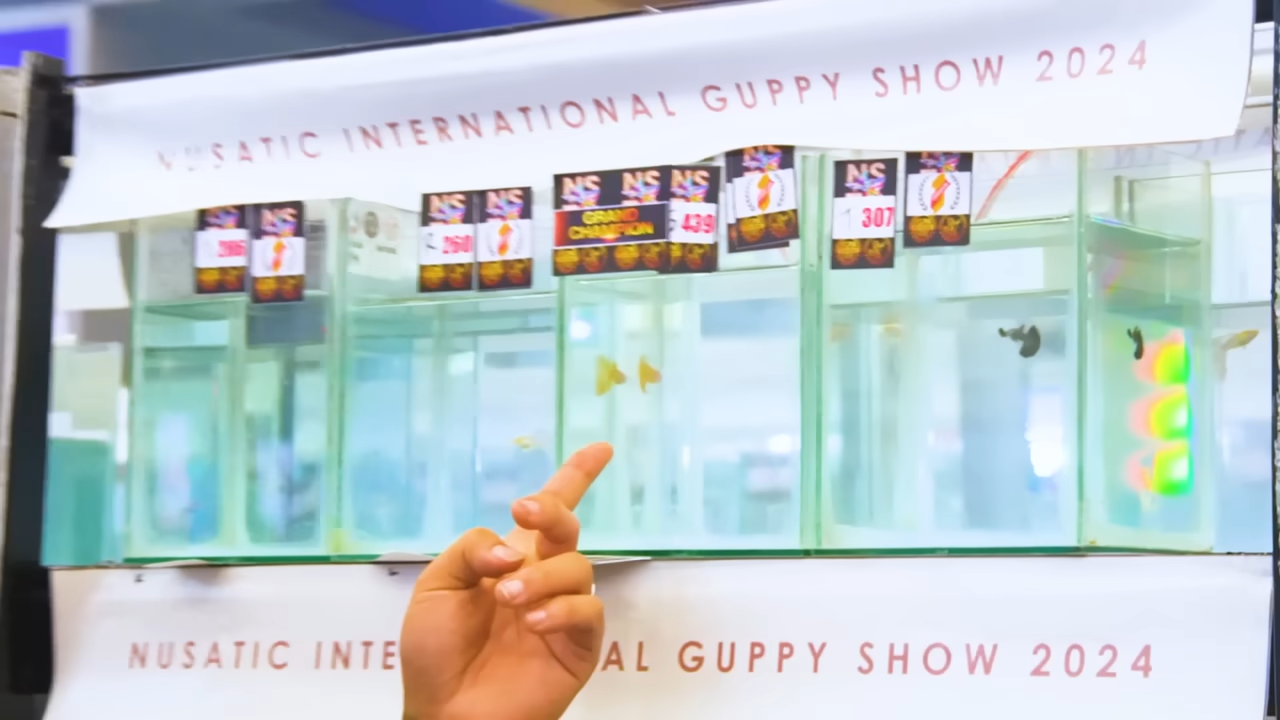 NUSATIC INTERNATIONAL GUPPY SHOW 2024
NS
NS
NS
NS
NS
NS
NS
GRAND CHAMPION
260
439
307
NUSATIC INTE AL GUPPY SHOW 2024